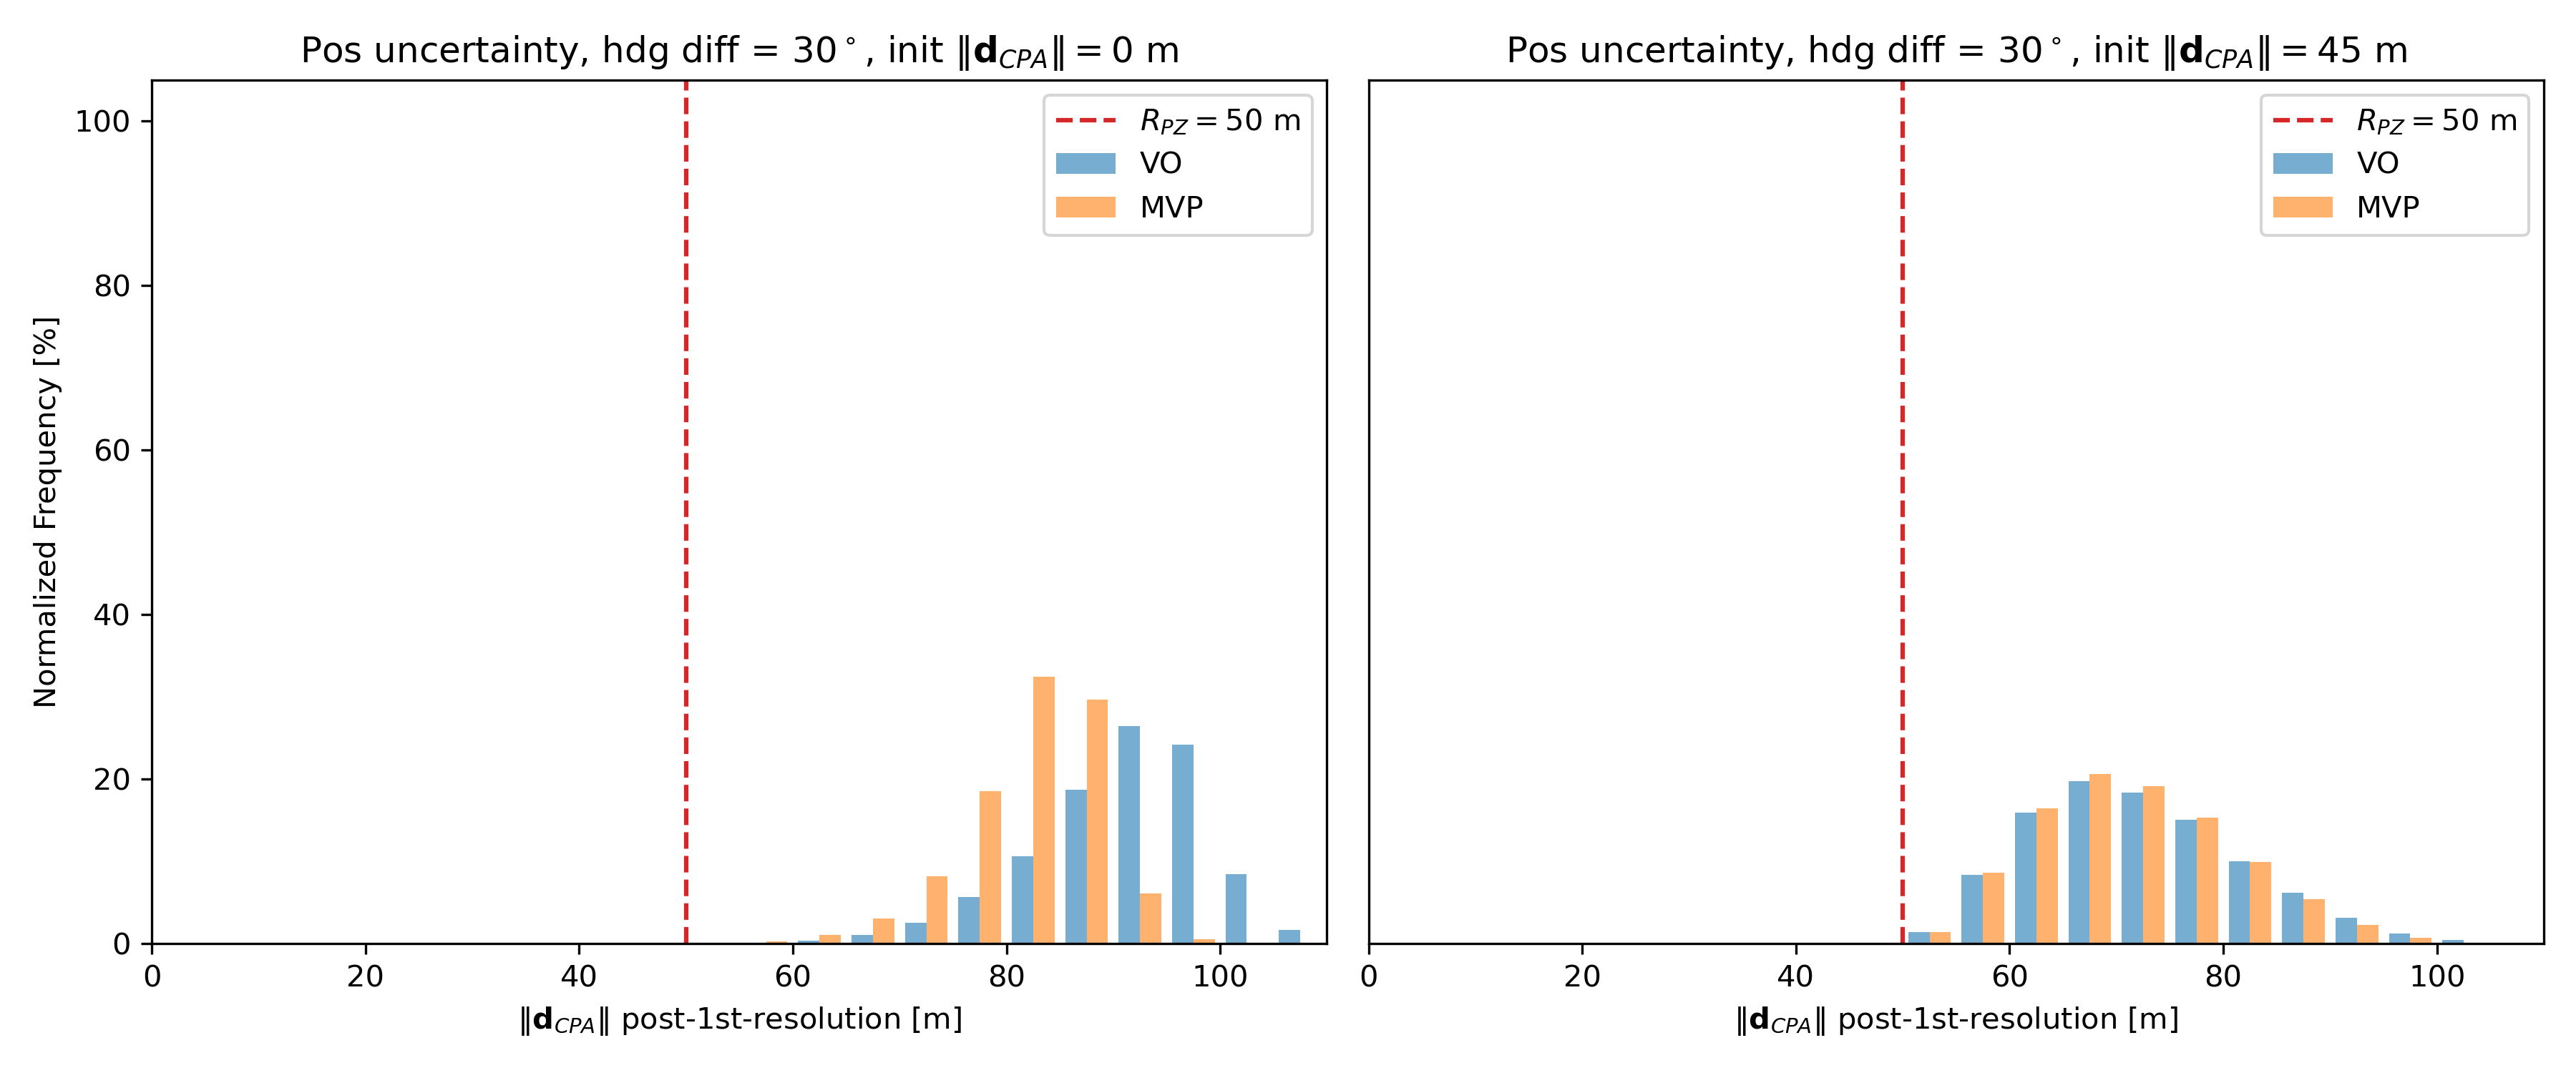 Pos uncertainty, hdg diff = 30°, init ‖d_CPA‖ = 0 m
R_PZ = 50 m
VO
MVP
Normalized Frequency [%]
100
80
60
40
20
0
0 20 40 60 80 100
‖d_CPA‖ post-1st-resolution [m]
Pos uncertainty, hdg diff = 30°, init ‖d_CPA‖ = 45 m
R_PZ = 50 m
VO
MVP
0 20 40 60 80 100
‖d_CPA‖ post-1st-resolution [m]